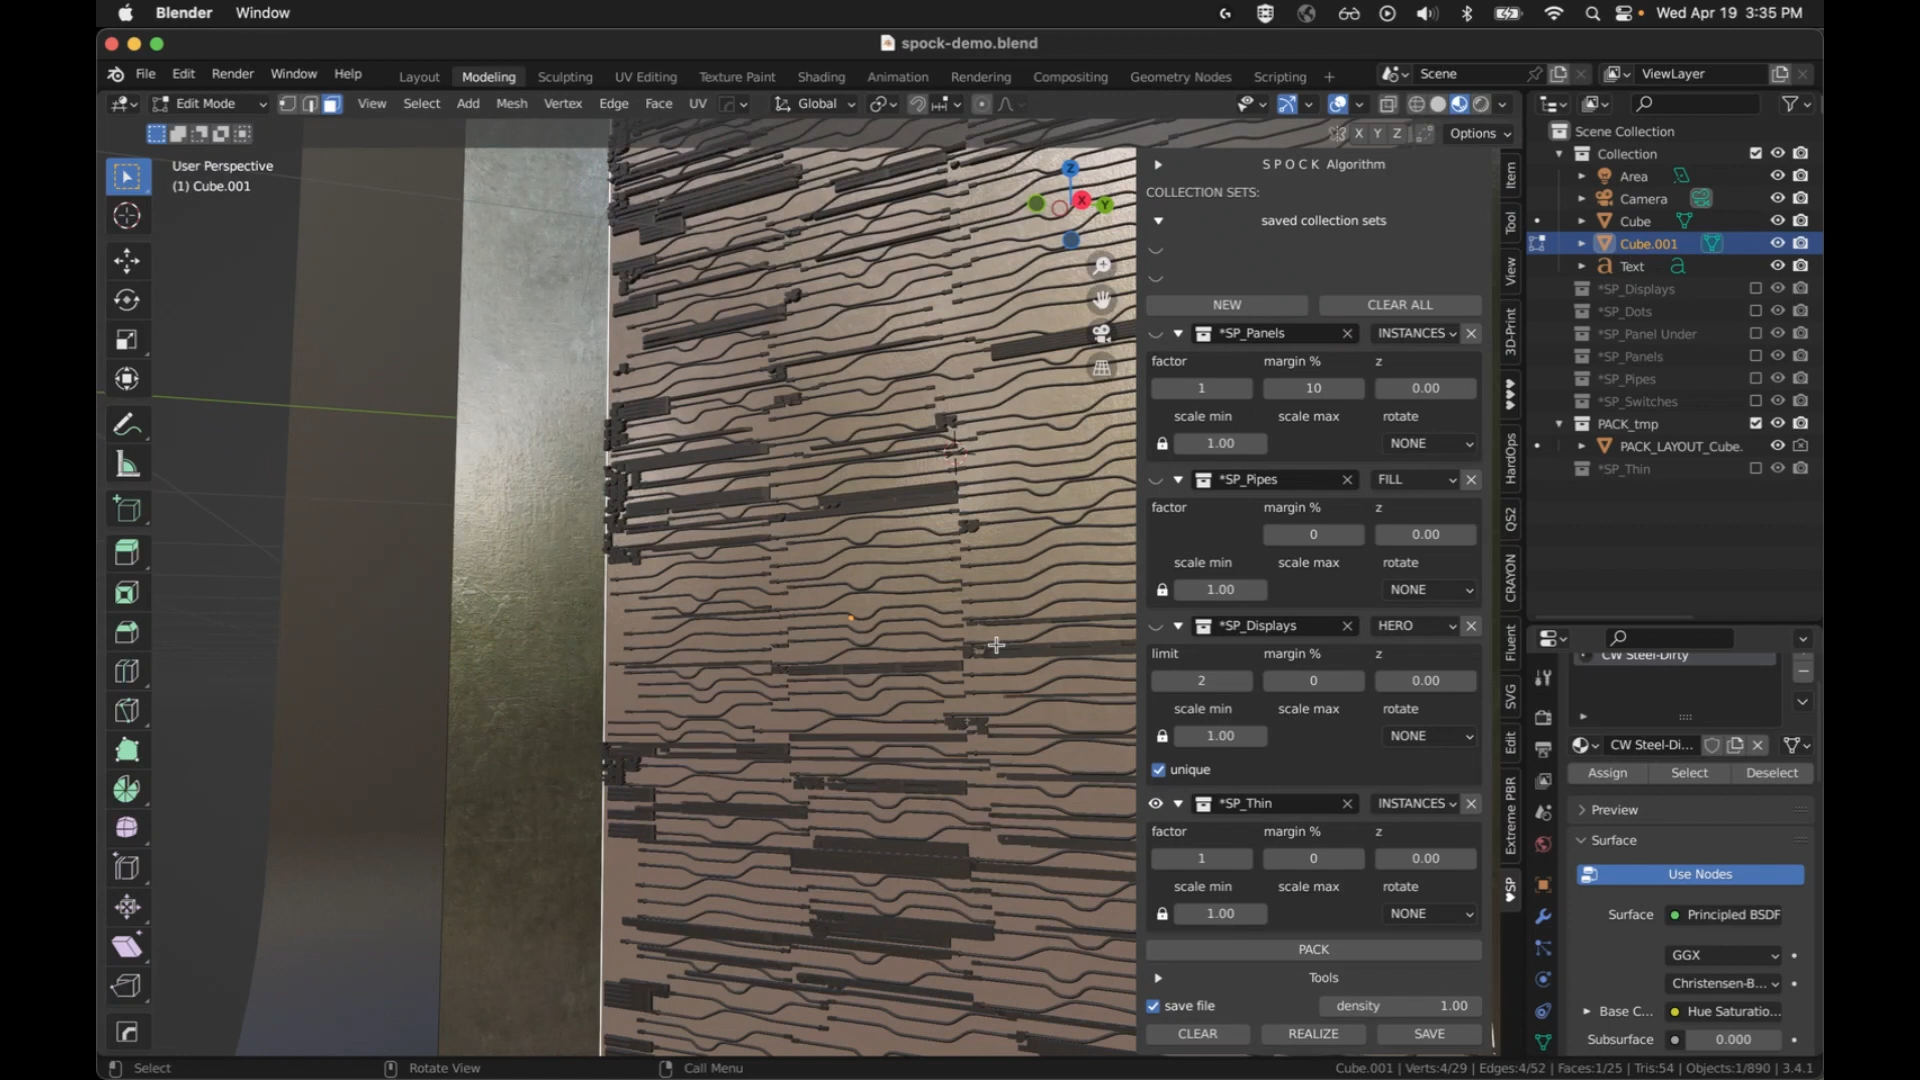 Blender Window
Wed Apr 19 3:35 PM
spock-demo.blend
File Edit Render Window Help
Layout Modeling Sculpting UV Editing Texture Paint Shading Animation Rendering Compositing Geometry Nodes Scripting +
Scene
ViewLayer
Edit Mode
View Select Add Mesh Vertex Edge Face UV
Global
X Y Z
Options
User Perspective
(1) Cube.001
Z
X
Y
S P O C K Algorithm
COLLECTION SETS:
saved collection sets
NEW CLEAR ALL
*SP_Panels INSTANCES
factor margin % z
1 10 0.00
scale min scale max rotate
1.00 NONE
*SP_Pipes FILL
factor margin % z
0 0.00
scale min scale max rotate
1.00 NONE
*SP_Displays HERO
limit margin % z
2 0 0.00
scale min scale max rotate
1.00 NONE
unique
*SP_Thin INSTANCES
factor margin % z
1 0 0.00
scale min scale max rotate
1.00 NONE
PACK
Tools
save file density 1.00
CLEAR REALIZE SAVE
Item
Tool
View
3D-Print
♥♥♥
HardOps
QS2
CRAYON
Fluent
SVG
Edit
Extreme PBR
♥SP
Scene Collection
Collection
Area
Camera
Cube
Cube.001
Text
*SP_Displays
*SP_Dots
*SP_Panel Under
*SP_Panels
*SP_Pipes
*SP_Switches
PACK_tmp
PACK_LAYOUT_Cube.
*SP_Thin
CW Steel-Dirty
CW Steel-Di...
Assign Select Deselect
Preview
Surface
Use Nodes
Surface Principled BSDF
GGX
Christensen-B...
Base C... Hue Saturatio...
Subsurface 0.000
Select Rotate View Call Menu
Cube.001 | Verts:4/29 | Edges:4/52 | Faces:1/25 | Tris:54 | Objects:1/890 | 3.4.1